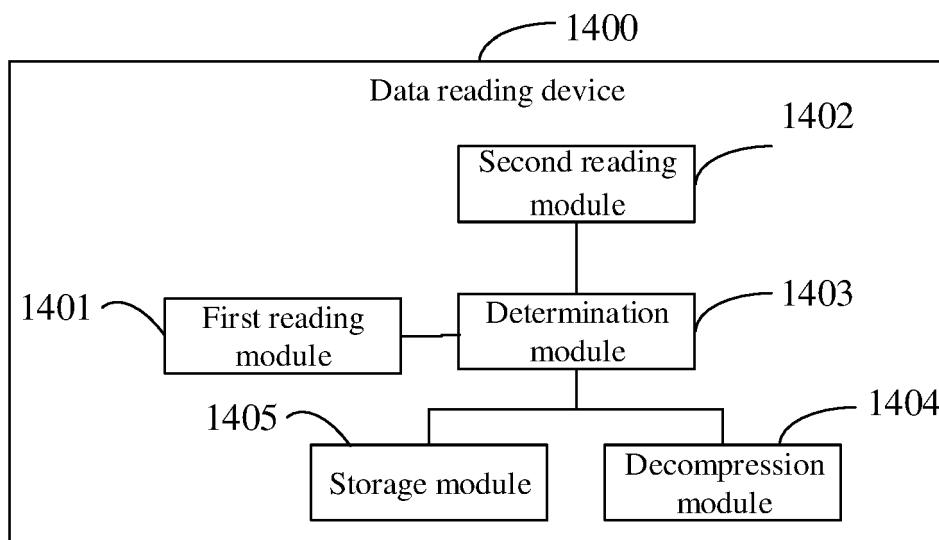 1400
Data reading device
1402
Second reading
module
1401
First reading
module
Determination
module
1403
1405
Storage module
1404
Decompression
module